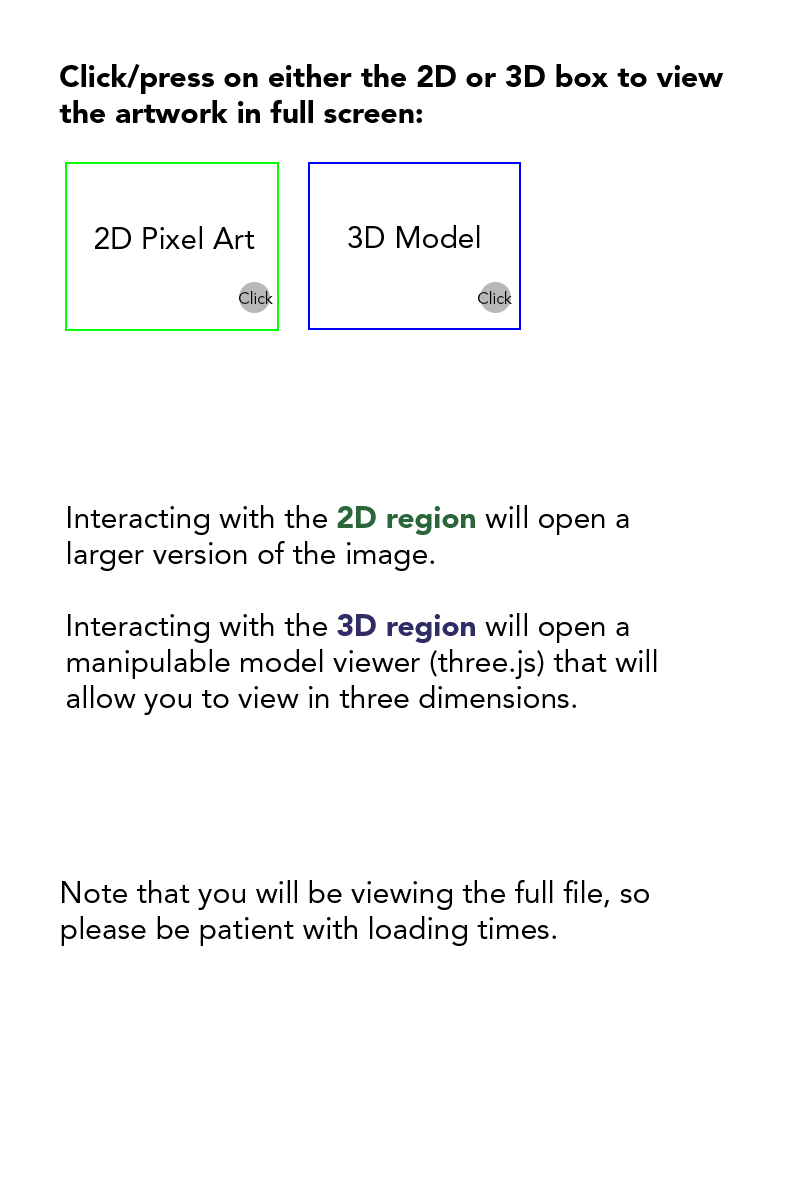 Click/press on either the 2D or 3D box to view
the artwork in full screen:
2D Pixel Art
Click
3D Model
Click
Interacting with the 2D region will open a
larger version of the image.
Interacting with the 3D region will open a
manipulable model viewer (three.js) that will
allow you to view in three dimensions.
Note that you will be viewing the full file, so
please be patient with loading times.